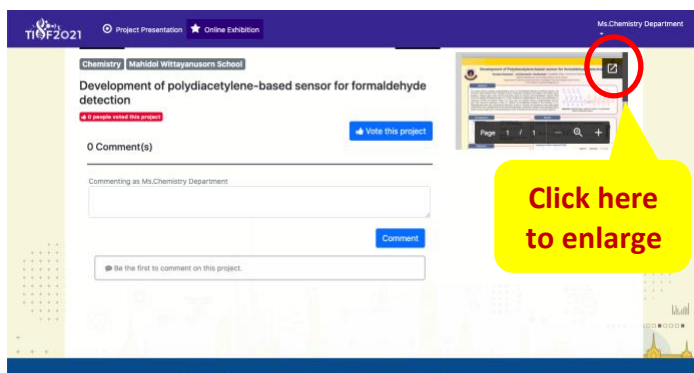 TISF2021
Project Presentation
Online Exhibition
Ms.Chemistry Department
Chemistry
Mahidol Wittayanusorn School
Development of polydiacetylene-based sensor for formaldehyde
detection
0 people voted this project
Vote this project
0 Comment(s)
Commenting as Ms.Chemistry Department
Comment
Be the first to comment on this project.
Page 1 / 1
Click here
to enlarge